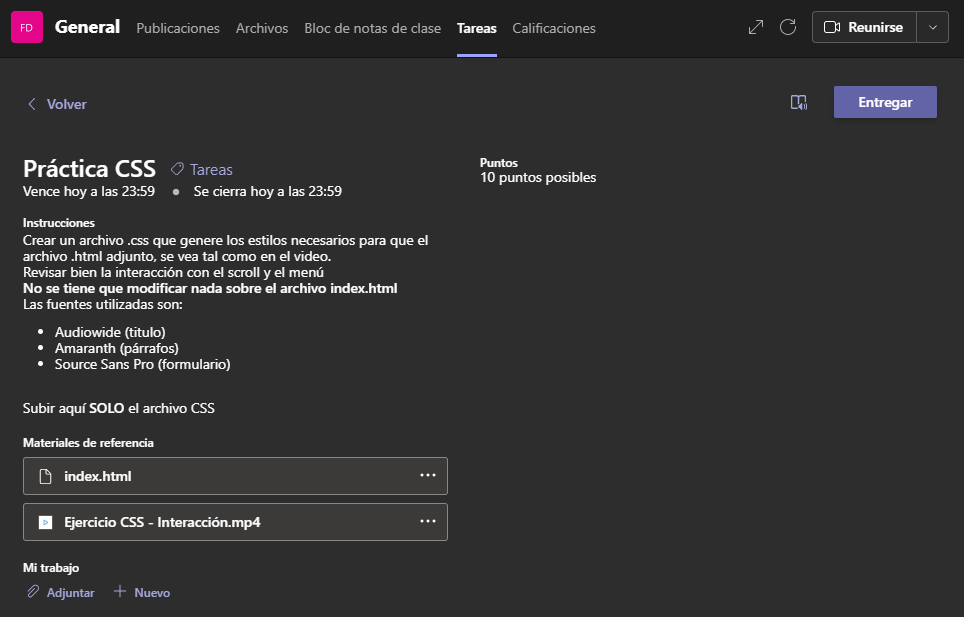 FD General Publicaciones Archivos Bloc de notas de clase Tareas Calificaciones Reunirse
Volver
Entregar
Práctica CSS Tareas
Vence hoy a las 23:59 ● Se cierra hoy a las 23:59
Puntos
10 puntos posibles
Instrucciones
Crear un archivo .css que genere los estilos necesarios para que el
archivo .html adjunto, se vea tal como en el video.
Revisar bien la interacción con el scroll y el menú
No se tiene que modificar nada sobre el archivo index.html
Las fuentes utilizadas son:
• Audiowide (titulo)
• Amaranth (párrafos)
• Source Sans Pro (formulario)
Subir aquí SOLO el archivo CSS
Materiales de referencia
index.html
Ejercicio CSS - Interacción.mp4
Mi trabajo
Adjuntar + Nuevo